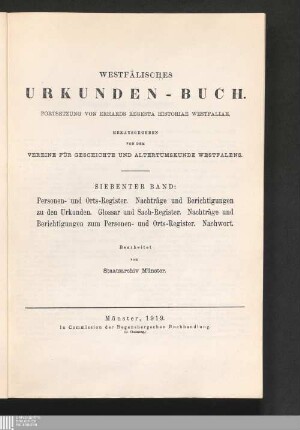 WESTFÄLISCHES
URKUNDEN - BUCH.
FORTSETZUNG VON ERHARDS REGESTA HISTORIAE WESTFALIAE.
HERAUSGEGEBEN
VON DEM
VEREINE FÜR GESCHICHTE UND ALTERTUMSKUNDE WESTFALENS.
SIEBENTER BAND:
Personen- und Orts-Register. Nachträge und Berichtigungen
zu den Urkunden. Glossar und Sach-Register. Nachträge und
Berichtigungen zum Personen- und Orts-Register. Nachwort.
Bearbeitet
vom
Staatsarchiv Münster.
Münster, 1919.
In Commission der Regensbergschen Buchhandlung